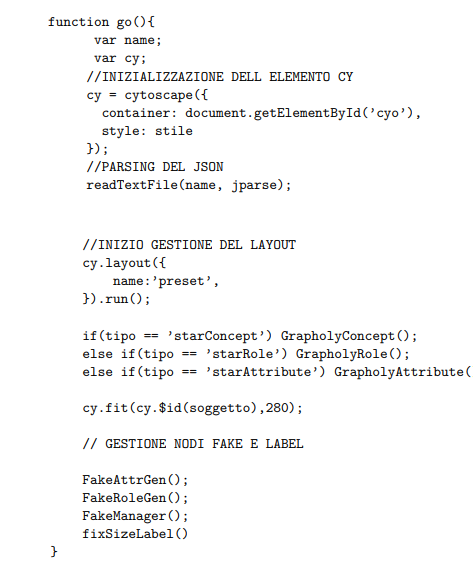 function go(){
var name;
var cy;
//INIZIALIZZAZIONE DELL ELEMENTO CY
cy = cytoscape({
container: document.getElementById('cyo'),
style: stile
});
//PARSING DEL JSON
readTextFile(name, jparse);
//INIZIO GESTIONE DEL LAYOUT
cy.layout({
name:'preset',
}).run();
if(tipo == 'starConcept') GrapholyConcept();
else if(tipo == 'starRole') GrapholyRole();
else if(tipo == 'starAttribute') GrapholyAttribute(
cy.fit(cy.$id(soggetto),280);
// GESTIONE NODI FAKE E LABEL
FakeAttrGen();
FakeRoleGen();
FakeManager();
fixSizeLabel()
}